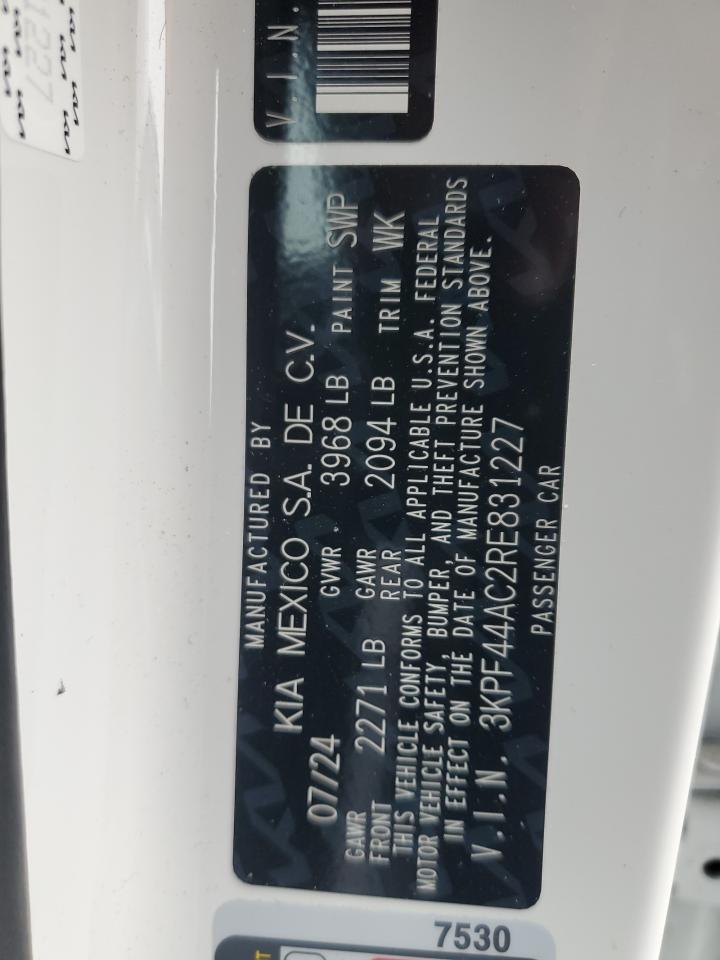 1227
V.I.N.
MANUFACTURED BY
KIA MEXICO S.A. DE C.V.
07/24 GVWR 3968 LB PAINT SWP
GAWR FRONT 2271 LB GAWR REAR 2094 LB TRIM WK
THIS VEHICLE CONFORMS TO ALL APPLICABLE U.S.A. FEDERAL
MOTOR VEHICLE SAFETY, BUMPER, AND THEFT PREVENTION STANDARDS
IN EFFECT ON THE DATE OF MANUFACTURE SHOWN ABOVE.
V.I.N. 3KPF44AC2RE831227
PASSENGER CAR
7530